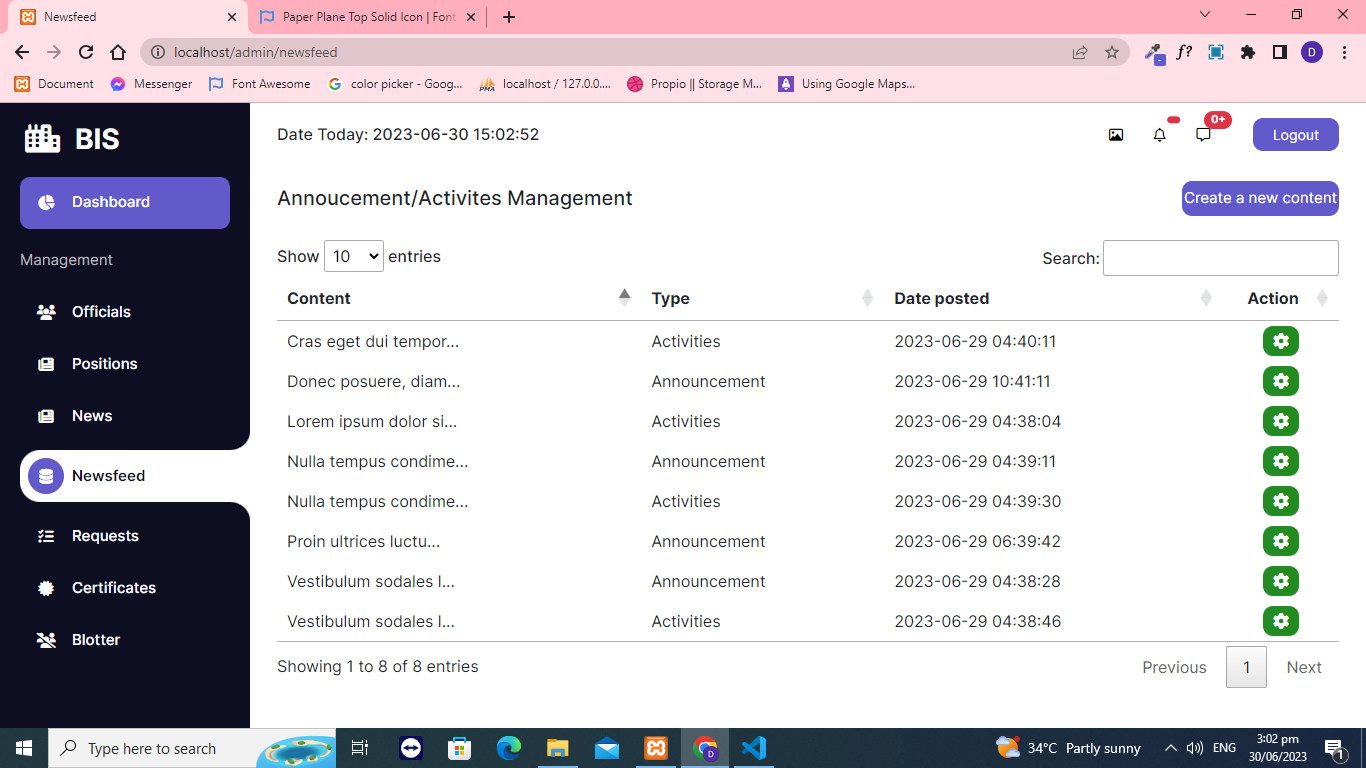 Newsfeed
Paper Plane Top Solid Icon | Font
localhost/admin/newsfeed
f?
D
Document
Messenger
Font Awesome
color picker - Goog...
localhost / 127.0.0....
Propio || Storage M...
Using Google Maps...
BIS
Date Today: 2023-06-30 15:02:52
0+
Logout
Dashboard
Annoucement/Activites Management
Create a new content
Management
Show 10 entries
Search:
Officials
Positions
News
Newsfeed
Requests
Certificates
Blotter
Content Type Date posted Action
Cras eget dui tempor... Activities 2023-06-29 04:40:11
Donec posuere, diam... Announcement 2023-06-29 10:41:11
Lorem ipsum dolor si... Activities 2023-06-29 04:38:04
Nulla tempus condime... Announcement 2023-06-29 04:39:11
Nulla tempus condime... Activities 2023-06-29 04:39:30
Proin ultrices luctu... Announcement 2023-06-29 06:39:42
Vestibulum sodales l... Announcement 2023-06-29 04:38:28
Vestibulum sodales l... Activities 2023-06-29 04:38:46
Showing 1 to 8 of 8 entries
Previous 1 Next
Type here to search
D
34°C Partly sunny
ENG
3:02 pm
30/06/2023
1